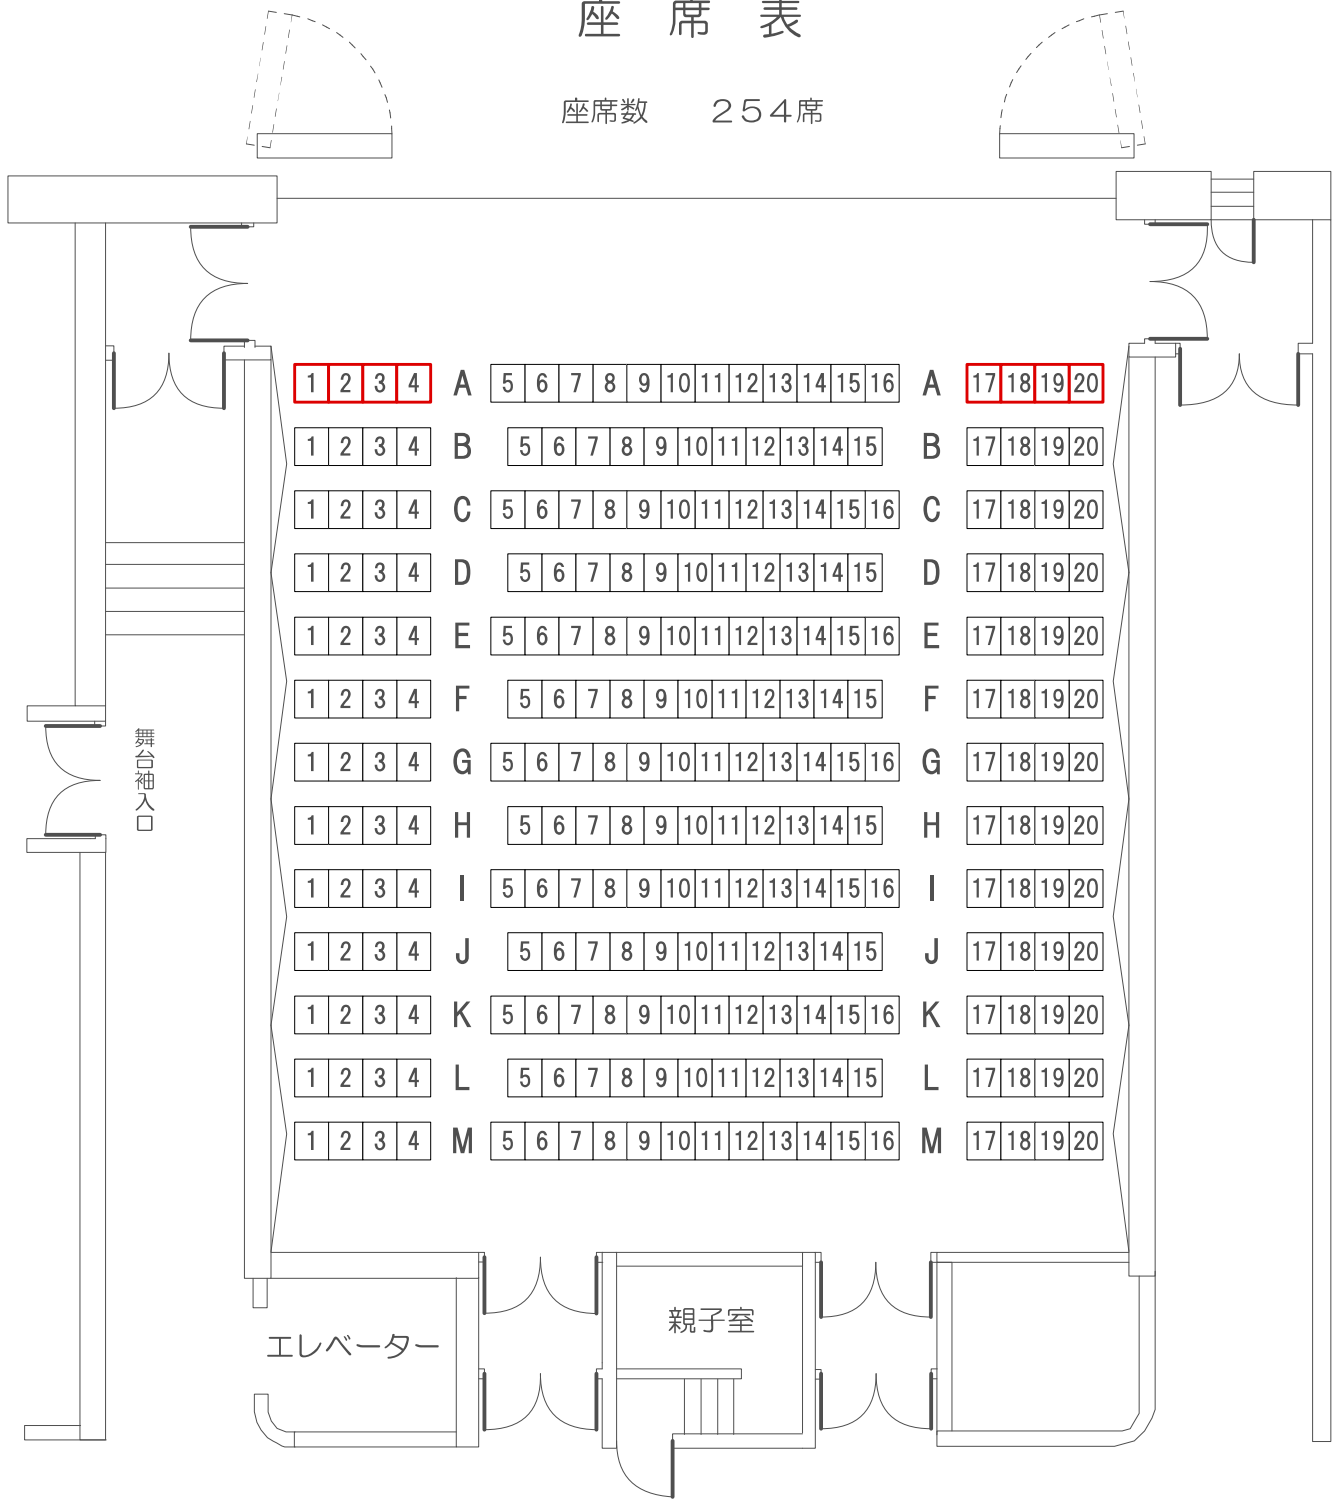 座席表
座席数 254席
1 2 3 4 A 5 6 7 8 9 10 11 12 13 14 15 16 A 17 18 19 20
1 2 3 4 B 5 6 7 8 9 10 11 12 13 14 15 B 17 18 19 20
1 2 3 4 C 5 6 7 8 9 10 11 12 13 14 15 16 C 17 18 19 20
1 2 3 4 D 5 6 7 8 9 10 11 12 13 14 15 D 17 18 19 20
1 2 3 4 E 5 6 7 8 9 10 11 12 13 14 15 16 E 17 18 19 20
1 2 3 4 F 5 6 7 8 9 10 11 12 13 14 15 F 17 18 19 20
舞台袖入口
1 2 3 4 G 5 6 7 8 9 10 11 12 13 14 15 16 G 17 18 19 20
1 2 3 4 H 5 6 7 8 9 10 11 12 13 14 15 H 17 18 19 20
1 2 3 4 I 5 6 7 8 9 10 11 12 13 14 15 16 I 17 18 19 20
1 2 3 4 J 5 6 7 8 9 10 11 12 13 14 15 J 17 18 19 20
1 2 3 4 K 5 6 7 8 9 10 11 12 13 14 15 16 K 17 18 19 20
1 2 3 4 L 5 6 7 8 9 10 11 12 13 14 15 L 17 18 19 20
1 2 3 4 M 5 6 7 8 9 10 11 12 13 14 15 16 M 17 18 19 20
親子室
エレベーター